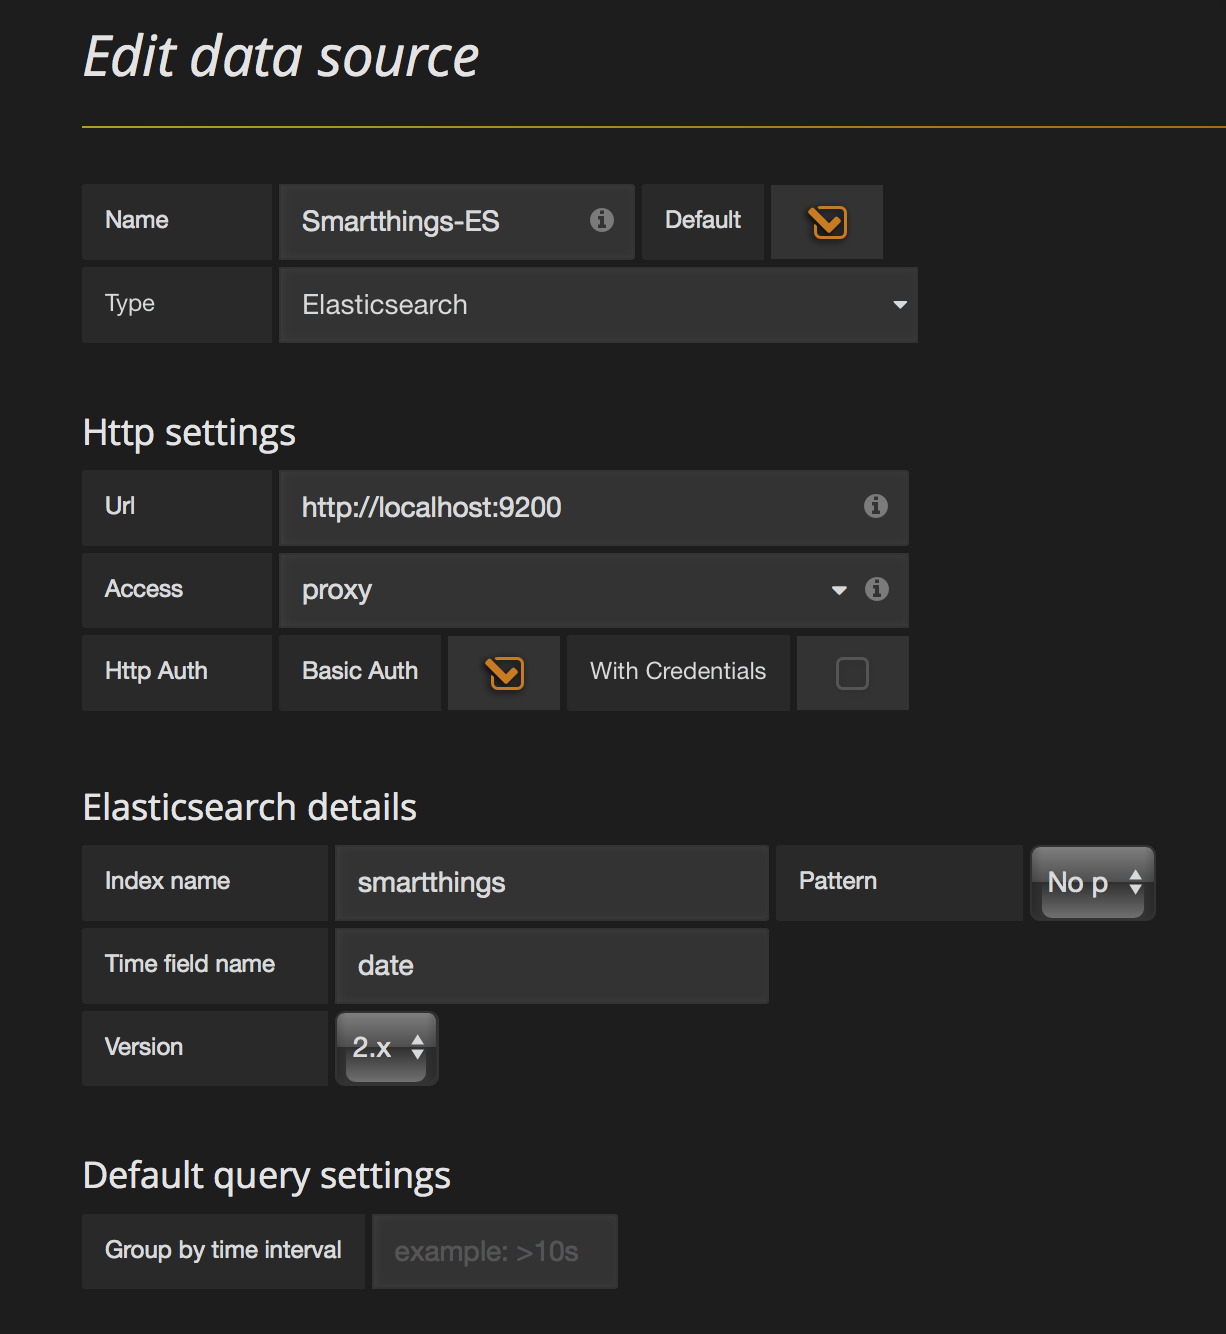 Edit data source
Name Smartthings-ES Default
Type Elasticsearch
Http settings
Url http://localhost:9200
Access proxy
Http Auth Basic Auth With Credentials
Elasticsearch details
Index name smartthings Pattern No p
Time field name date
Version 2.x
Default query settings
Group by time interval example: >10s